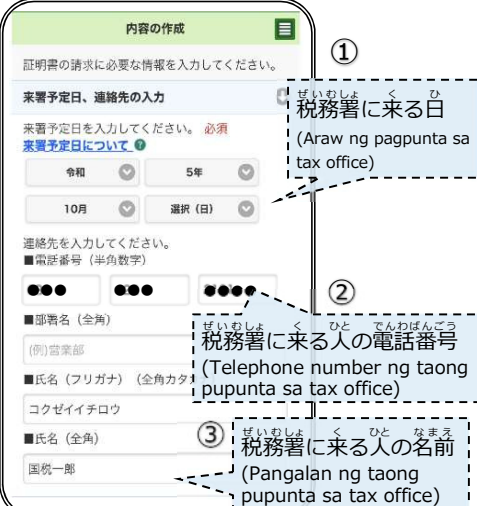 内容の作成
証明書の請求に必要な情報を入力してください。
来署予定日、連絡先の入力
来署予定日を入力してください。 必須
来署予定日について ?
令和
5年
10月
選択（日）
連絡先を入力してください。
■電話番号（半角数字）
■部署名（全角）
(例)営業部
■氏名（フリガナ）（全角カタ
コクゼイイチロウ
■氏名（全角）
国税一郎
①
ぜいむしょ く ひ
税務署に来る日
(Araw ng pagpunta sa
tax office)
②
ぜいむしょ く ひと でんわばんごう
税務署に来る人の電話番号
(Telephone number ng taong
pupunta sa tax office)
③
ぜいむしょ く ひと なまえ
税務署に来る人の名前
(Pangalan ng taong
pupunta sa tax office)